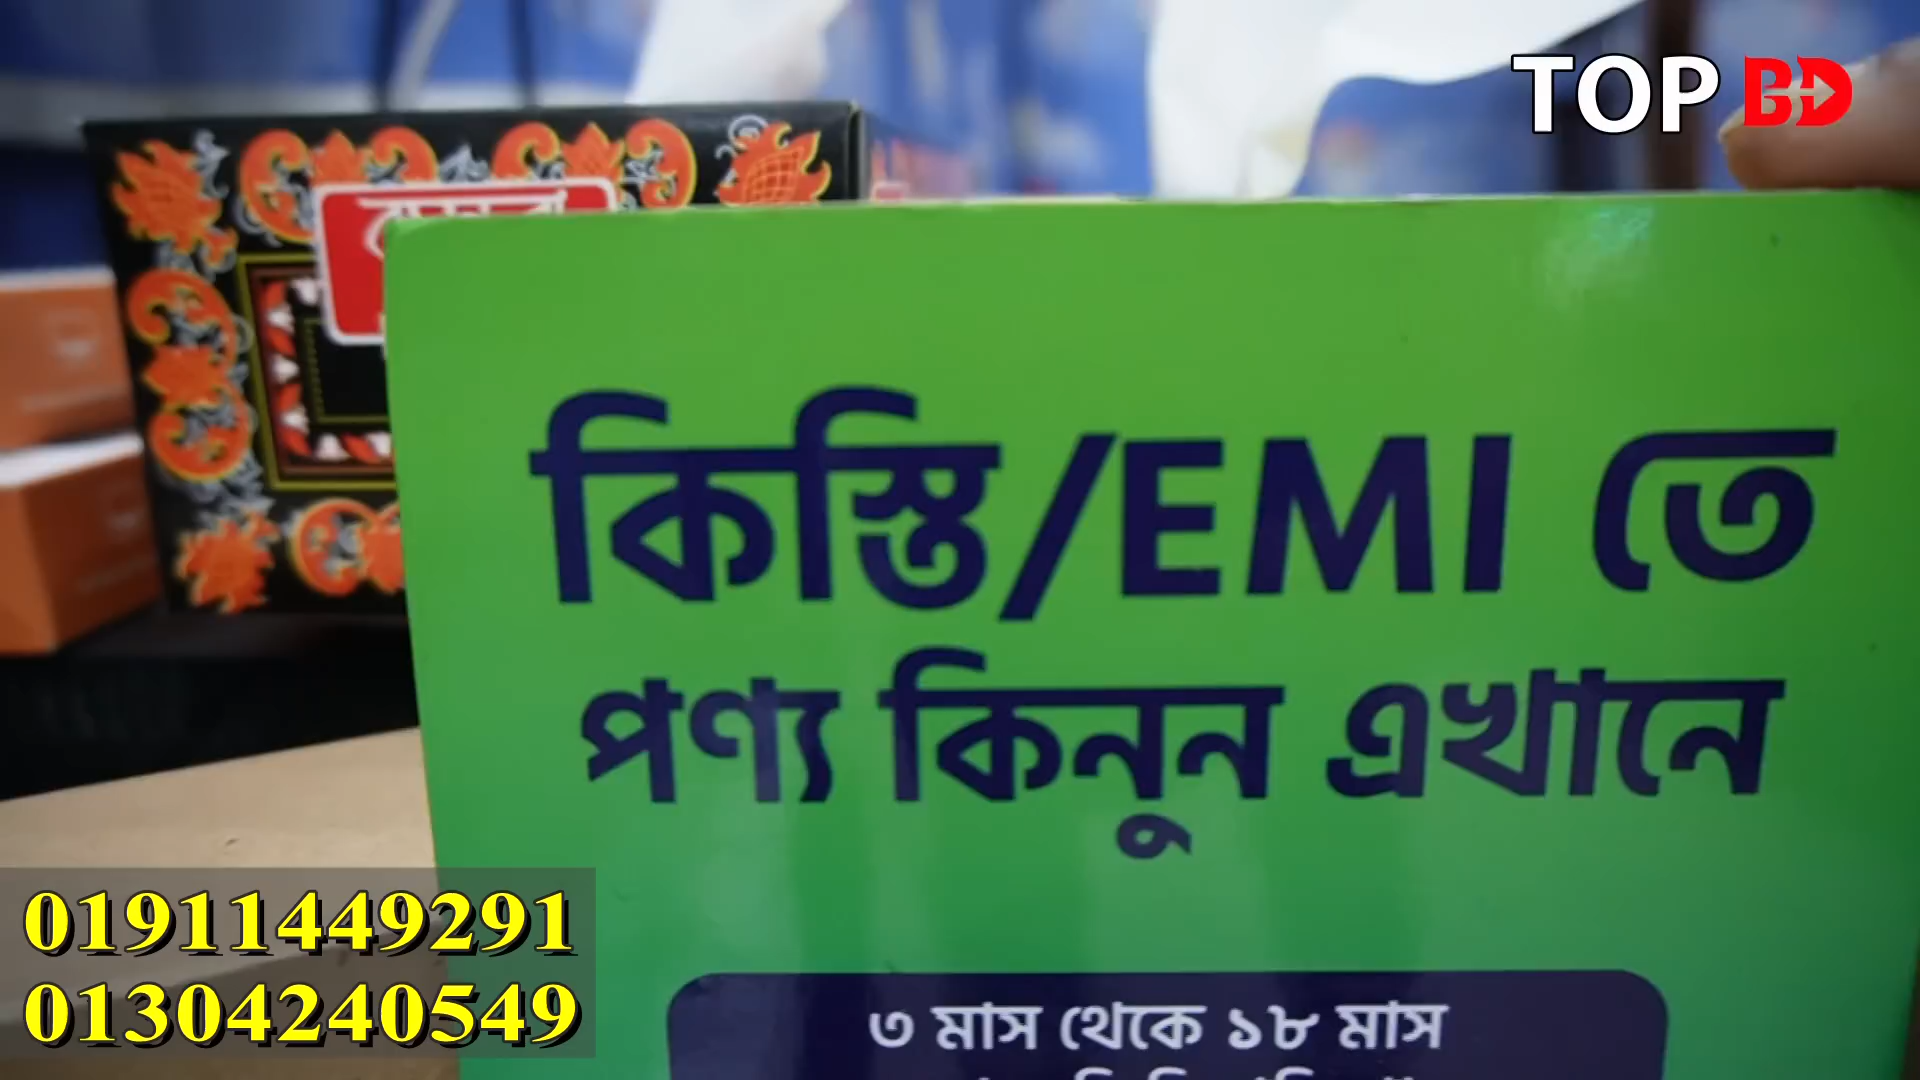 TOP BD
কিস্তি/EMI তে
পণ্য কিনুন এখানে
৩ মাস থেকে ১৮ মাস
01911449291
01304240549